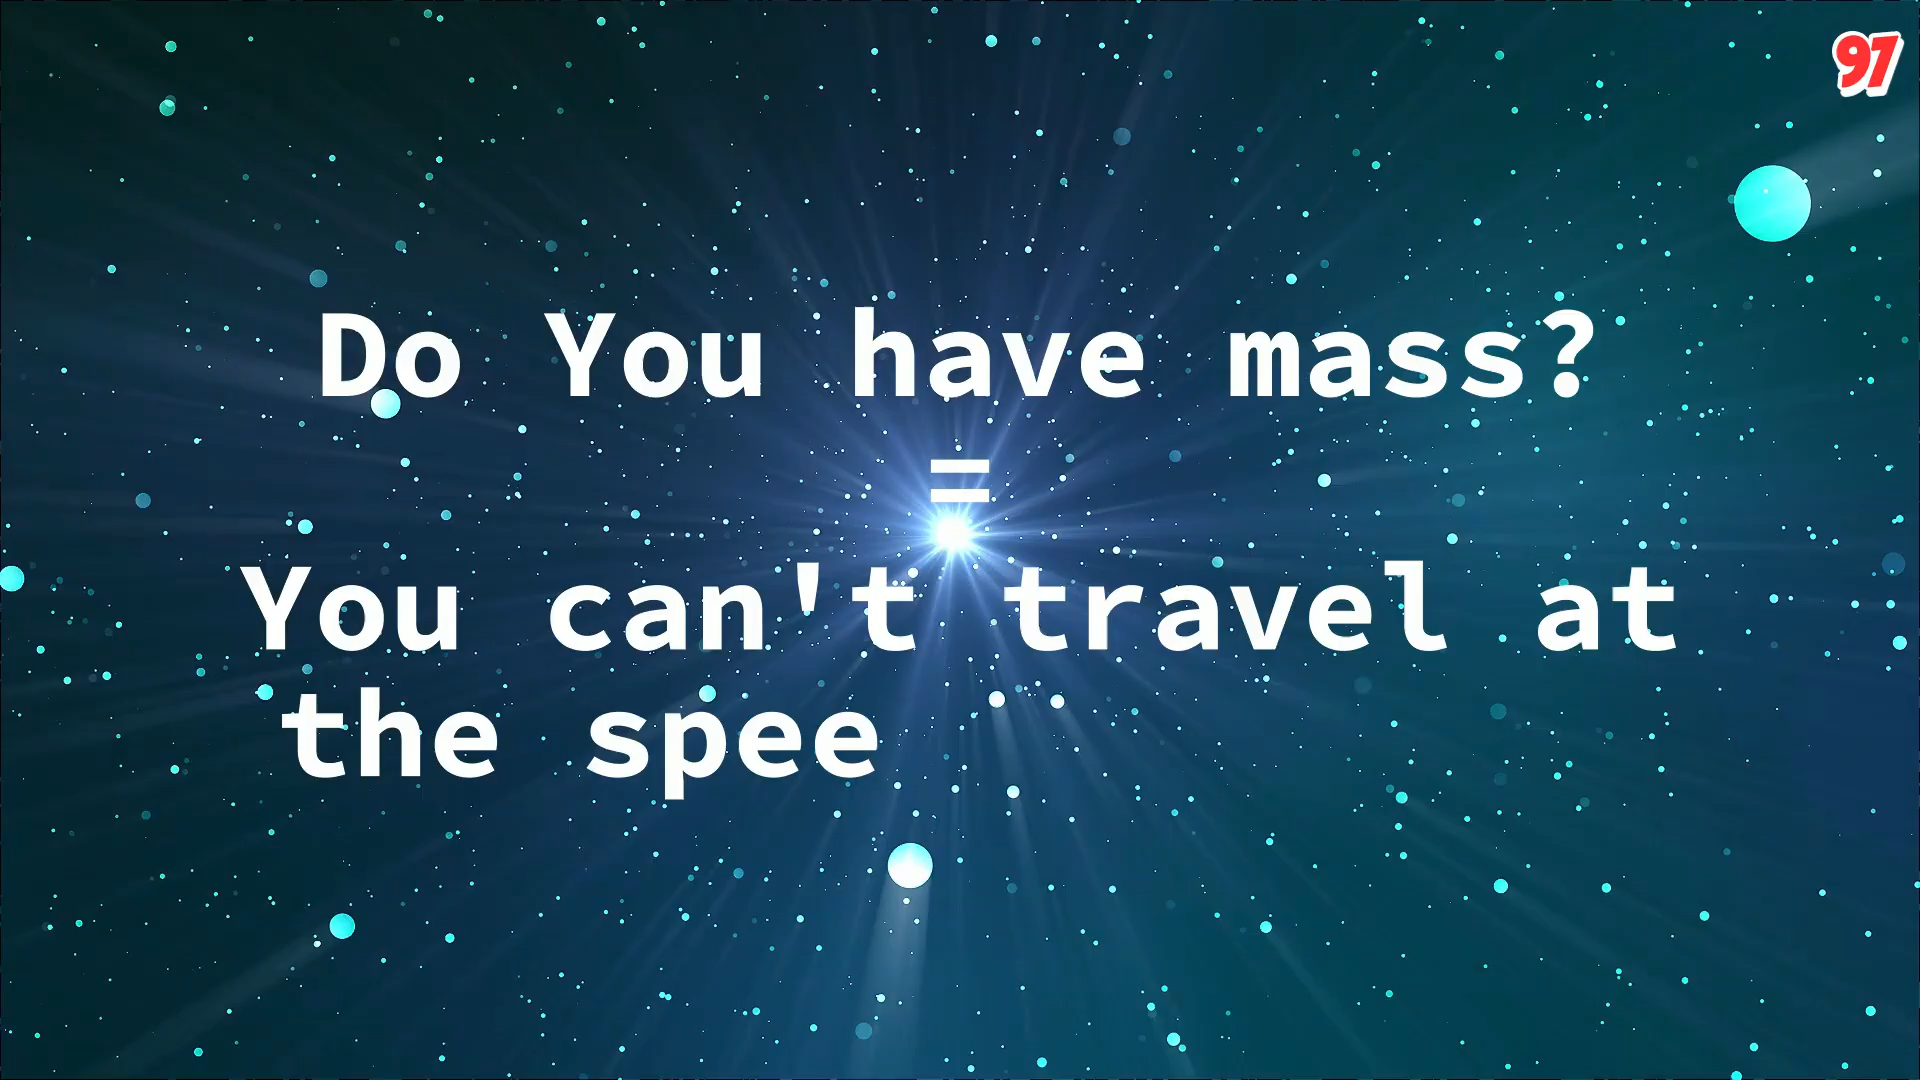 97
Do You have mass?
=
You can't travel at
the spee